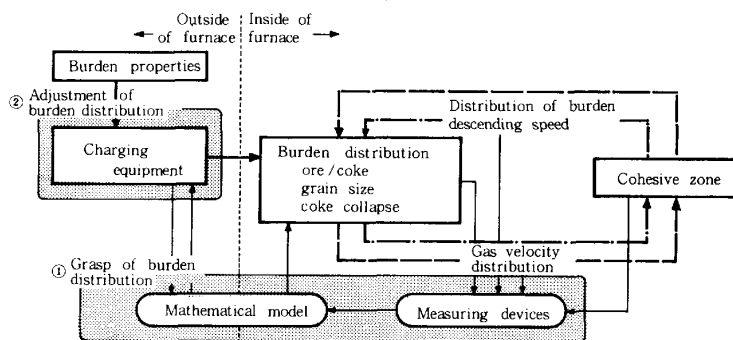 Outside of furnace
Inside of furnace
Burden properties
② Adjustment of burden distribution
Charging equipment
Burden distribution
ore/coke
grain size
coke collapse
Distribution of burden descending speed
Cohesive zone
Gas velocity distribution
① Grasp of burden distribution
Mathematical model
Measuring devices